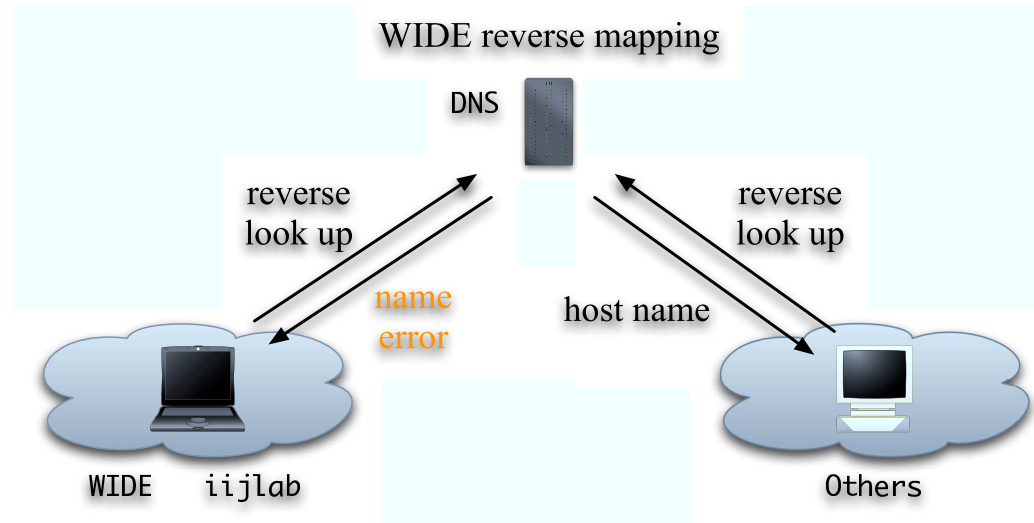 WIDE reverse mapping
DNS
reverse
look up
reverse
look up
name
error
host name
WIDE iijlab
Others